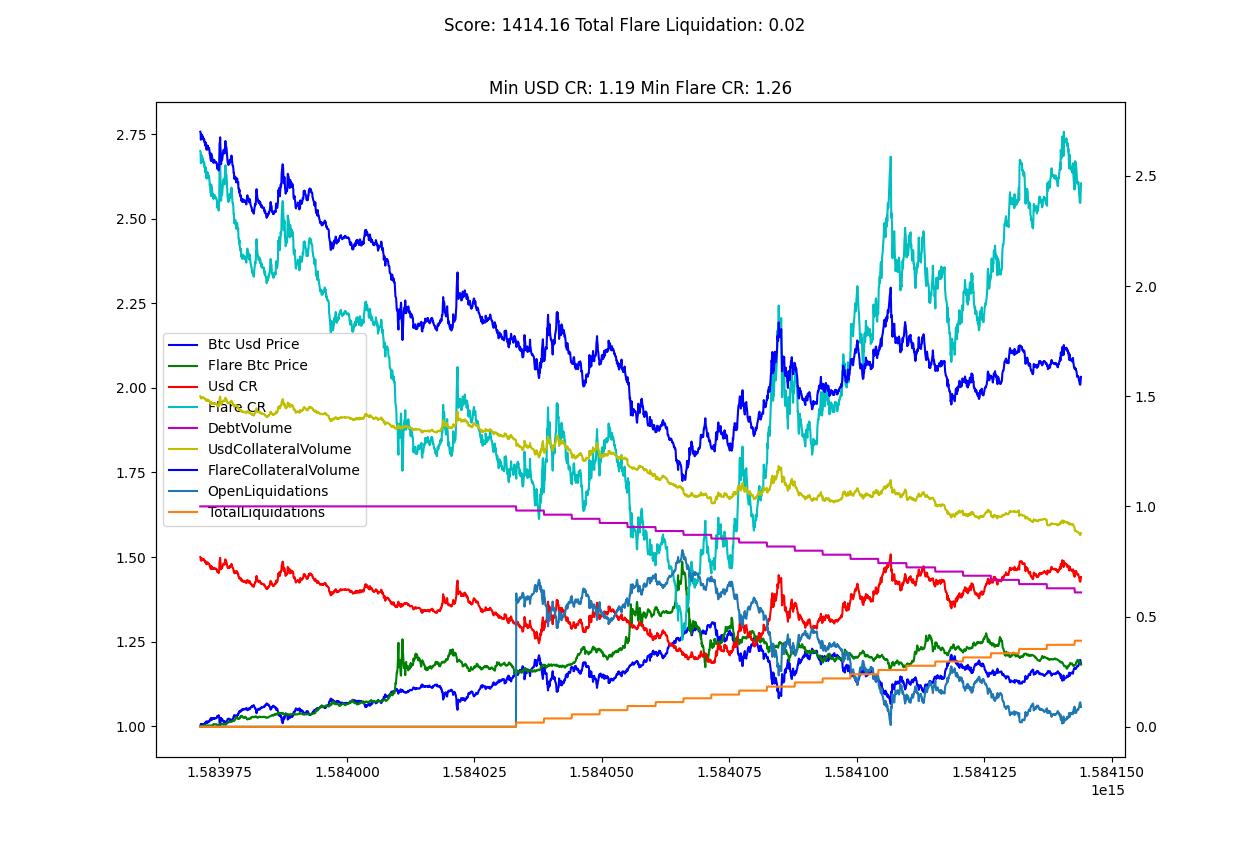 Score: 1414.16 Total Flare Liquidation: 0.02
Min USD CR: 1.19 Min Flare CR: 1.26
2.75
2.50
2.25
2.00
1.75
1.50
1.25
1.00
2.5
2.0
1.5
1.0
0.5
0.0
Btc Usd Price
Flare Btc Price
Usd CR
Flare CR
DebtVolume
UsdCollateralVolume
FlareCollateralVolume
OpenLiquidations
TotalLiquidations
1.583975 1.584000 1.584025 1.584050 1.584075 1.584100 1.584125 1.584150
1e15